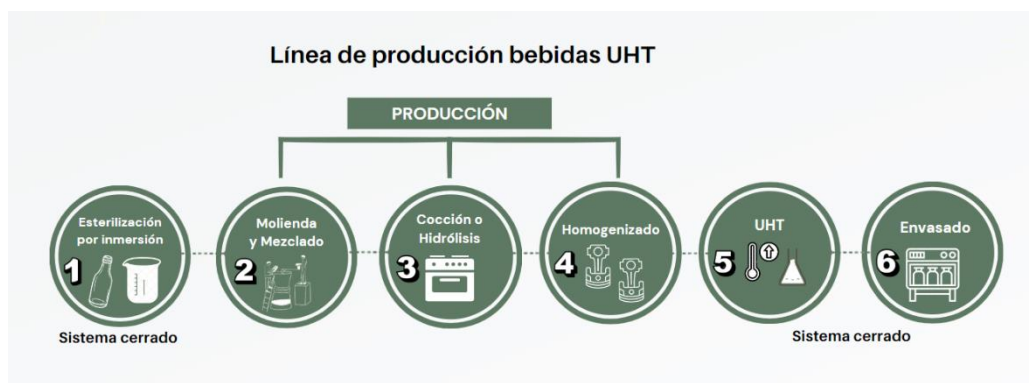 Línea de producción bebidas UHT
PRODUCCIÓN
Esterilización
por inmersión
1
Sistema cerrado
Molienda
y Mezclado
2
Cocción o
Hidrólisis
3
Homogenizado
4
UHT
5
Envasado
6
Sistema cerrado